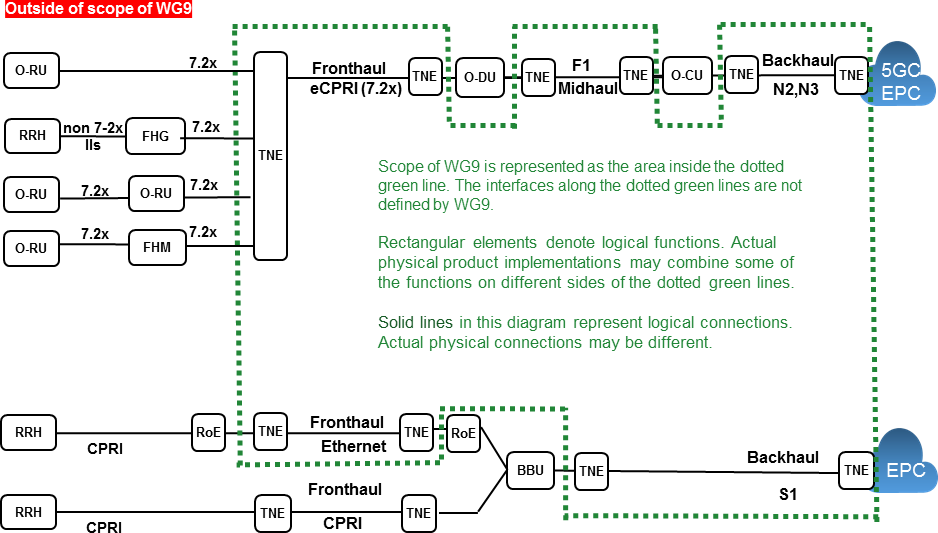 Outside of scope of WG9
O-RU
7.2x
TNE
Fronthaul
eCPRI (7.2x)
TNE
O-DU
TNE
F1
Midhaul
TNE
O-CU
TNE
Backhaul
N2,N3
TNE
5GC
EPC
RRH
non 7-2x
lls
FHG
7.2x
O-RU
7.2x
O-RU
7.2x
O-RU
7.2x
FHM
7.2x
Scope of WG9 is represented as the area inside the dotted
green line. The interfaces along the dotted green lines are not
defined by WG9.
Rectangular elements denote logical functions. Actual
physical product implementations may combine some of
the functions on different sides of the dotted green lines.
Solid lines in this diagram represent logical connections.
Actual physical connections may be different.
RRH
CPRI
RoE
TNE
Fronthaul
Ethernet
TNE
RoE
BBU
TNE
Backhaul
S1
TNE
EPC
RRH
CPRI
TNE
Fronthaul
CPRI
TNE